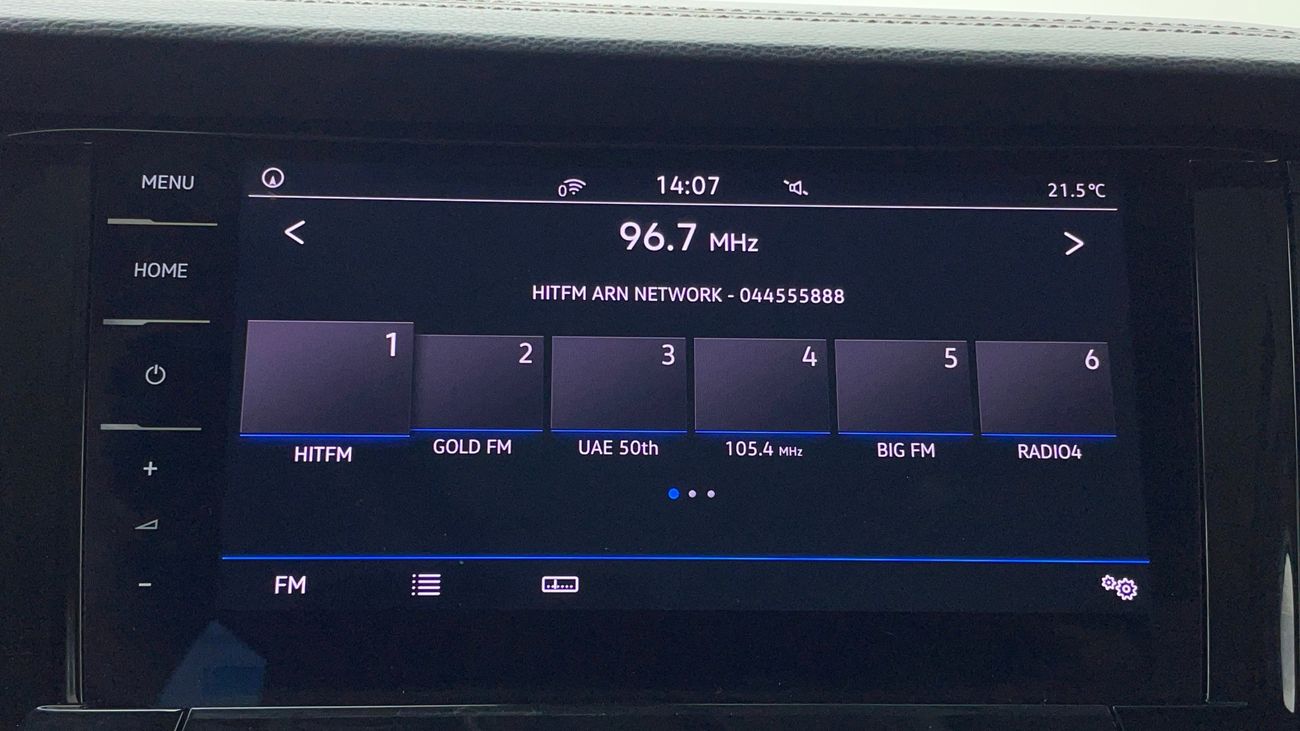 MENU
HOME
+
-
0 14:07 21.5°C
< 96.7 MHz >
HITFM ARN NETWORK - 044555888
1 2 3 4 5 6
HITFM GOLD FM UAE 50th 105.4 MHz BIG FM RADIO4
FM